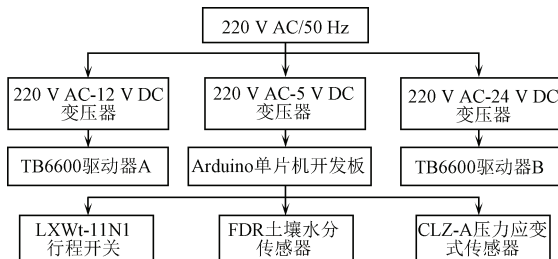 220 V AC/50 Hz
220 V AC-12 V DC
变压器
220 V AC-5 V DC
变压器
220 V AC-24 V DC
变压器
TB6600驱动器A
Arduino单片机开发板
TB6600驱动器B
LXWt-11N1
行程开关
FDR土壤水分
传感器
CLZ-A压力应变
式传感器